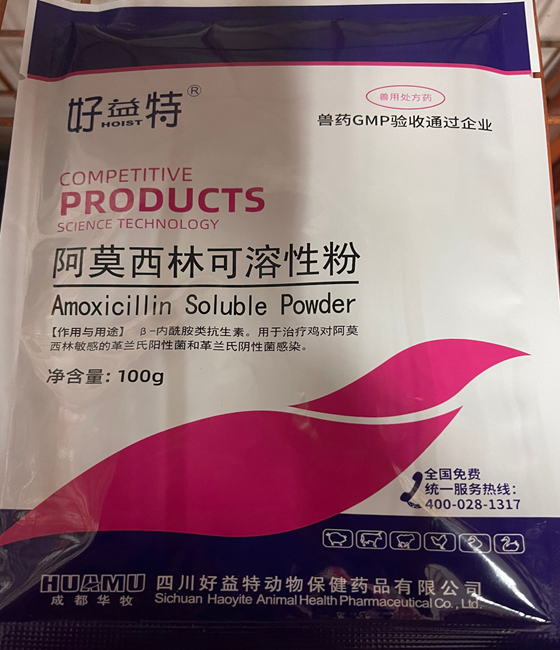 好益特®
HOIST
兽用处方药
兽药GMP验收通过企业
COMPETITIVE
PRODUCTS
SCIENCE TECHNOLOGY
阿莫西林可溶性粉
Amoxicillin Soluble Powder
【作用与用途】 β-内酰胺类抗生素。用于治疗鸡对阿莫
西林敏感的革兰氏阳性菌和革兰氏阴性菌感染。
净含量：100g
全国免费
统一服务热线：
400-028-1317
HUAMU
成都华牧
四川好益特动物保健药品有限公司
Sichuan Haoyite Animal Health Pharmaceutical Co., Ltd.